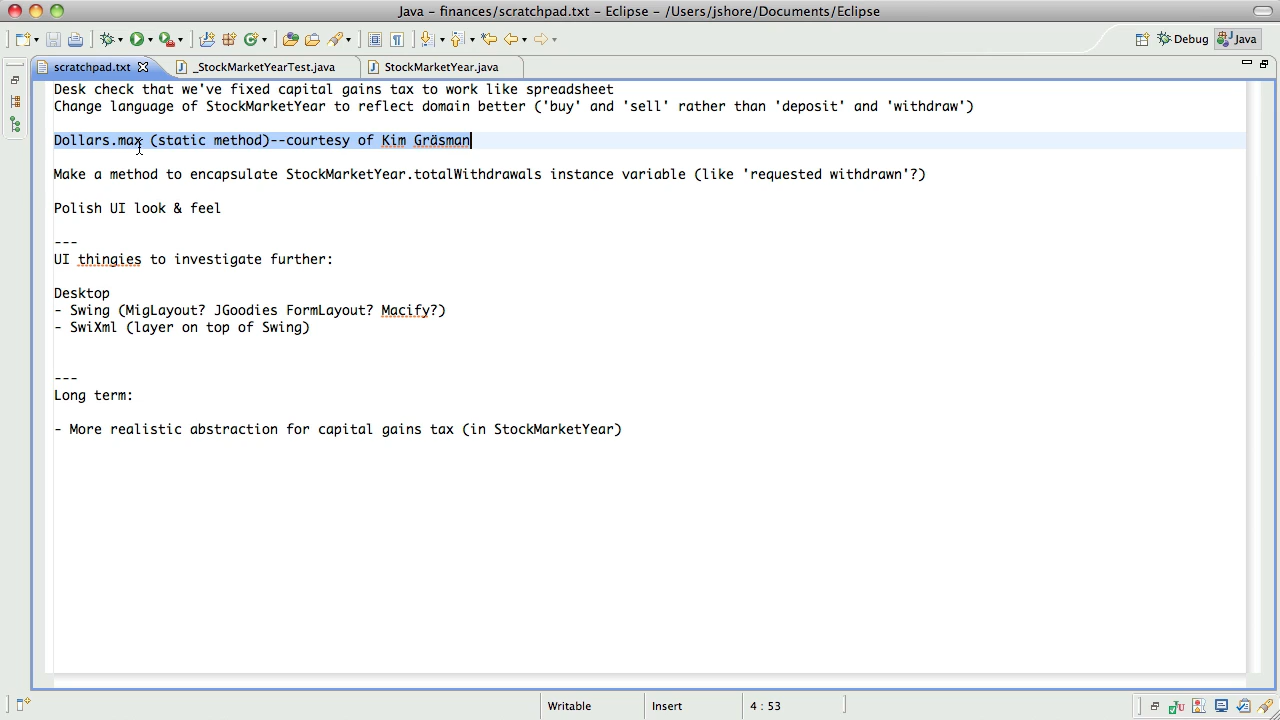 Java – finances/scratchpad.txt – Eclipse – /Users/jshore/Documents/Eclipse
Debug
Java
scratchpad.txt
_StockMarketYearTest.java
StockMarketYear.java
Desk check that we've fixed capital gains tax to work like spreadsheet
Change language of StockMarketYear to reflect domain better ('buy' and 'sell' rather than 'deposit' and 'withdraw')
Dollars.max (static method)--courtesy of Kim Gräsman
Make a method to encapsulate StockMarketYear.totalWithdrawals instance variable (like 'requested withdrawn'?)
Polish UI look & feel
---
UI thingies to investigate further:
Desktop
- Swing (MigLayout? JGoodies FormLayout? Macify?)
- SwiXml (layer on top of Swing)
---
Long term:
- More realistic abstraction for capital gains tax (in StockMarketYear)
Writable
Insert
4 : 53